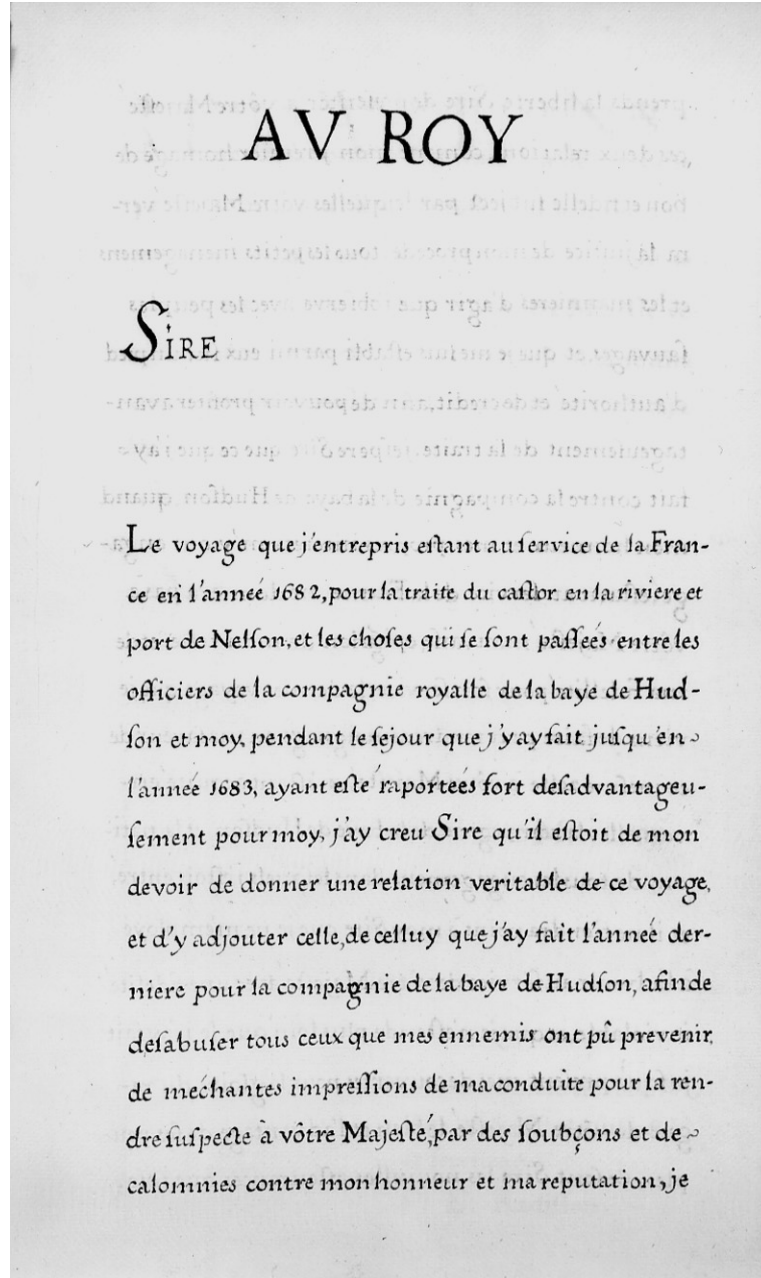 AV ROY
SIRE
Le voyage que j'entrepris eſtant au ſervice de la Fran-
ce en l'anneé 1682, pour la traite du caſtor en la riviere et
port de Nelſon, et les choſes qui ſe ſont paſſeés entre les
officiers de la compagnie royalle de la baye de Hud-
ſon et moy, pendant le ſejour que j'y ay fait juſqu'en
l'anneé 1683, ayant eſté raporteés fort deſadvantageu-
ſement pour moy, j'ay creu Sire qu'il eſtoit de mon
devoir de donner une relation veritable de ce voyage,
et d'y adjouter celle, de celluy que j'ay fait l'anneé der-
niere pour la compagnie de la baye de Hudſon, afin de
deſabuſer tous ceux que mes ennemis ont pû prevenir
de mećhantes impreſſions de ma conduite pour la ren-
dre ſuſpecte à vôtre Majeſté, par des ſoubçons et de
calomnies contre mon honneur et ma reputation, je